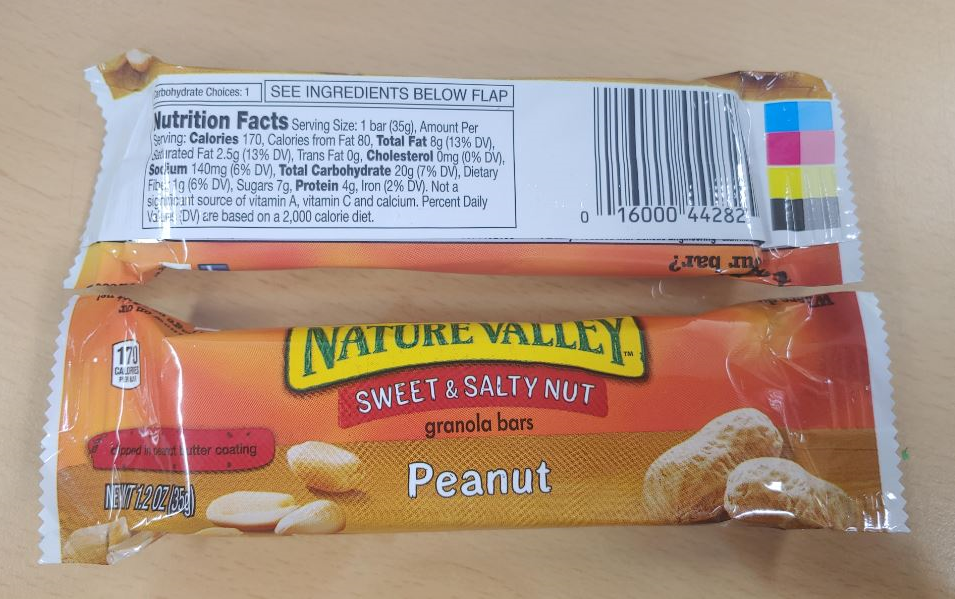 Carbohydrate Choices: 1
SEE INGREDIENTS BELOW FLAP
Nutrition Facts Serving Size: 1 bar (35g), Amount Per
Serving: Calories 170, Calories from Fat 80, Total Fat 8g (13% DV),
Saturated Fat 2.5g (13% DV), Trans Fat 0g, Cholesterol 0mg (0% DV),
Sodium 140mg (6% DV), Total Carbohydrate 20g (7% DV), Dietary
Fiber 1g (6% DV), Sugars 7g, Protein 4g, Iron (2% DV). Not a
significant source of vitamin A, vitamin C and calcium. Percent Daily
Values (DV) are based on a 2,000 calorie diet.
0 16000 44282
ur bar?
170
CALORIES
PER BAR
NATURE VALLEY™
SWEET & SALTY NUT
granola bars
dipped in peanut butter coating
Peanut
NET WT 1.2 OZ (35g)